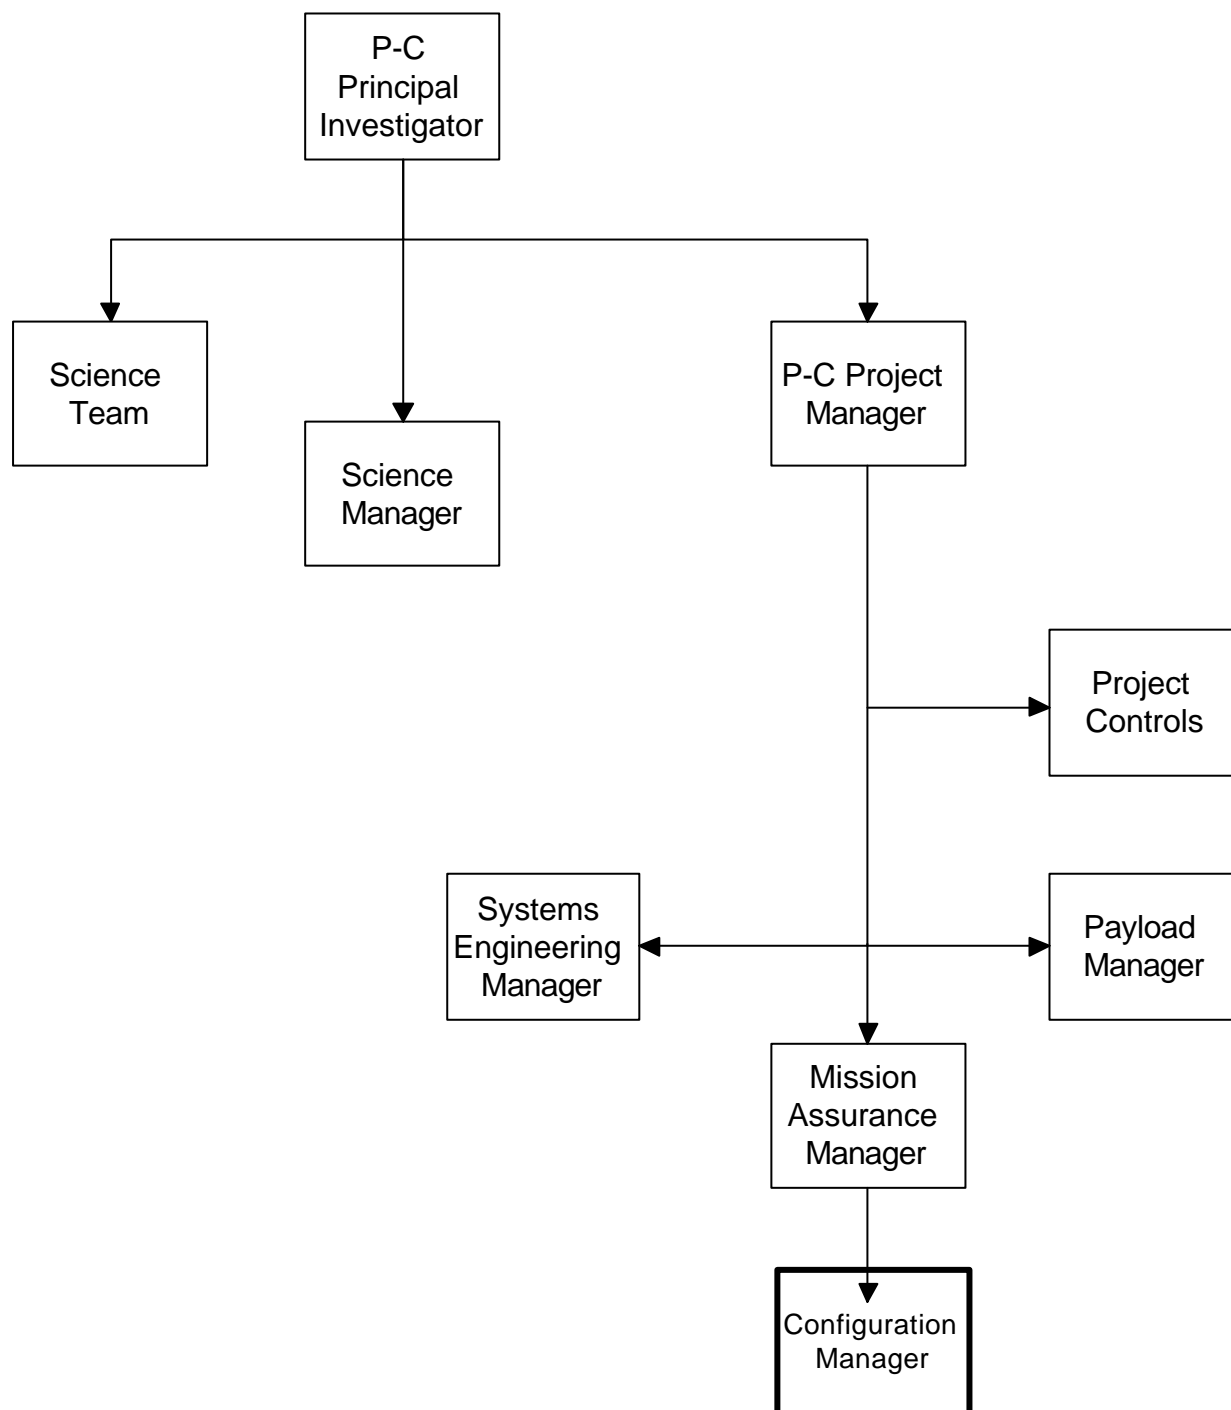 P-C
Principal
Investigator
Science
Team
Science
Manager
P-C Project
Manager
Project
Controls
Systems
Engineering
Manager
Payload
Manager
Mission
Assurance
Manager
Configuration
Manager